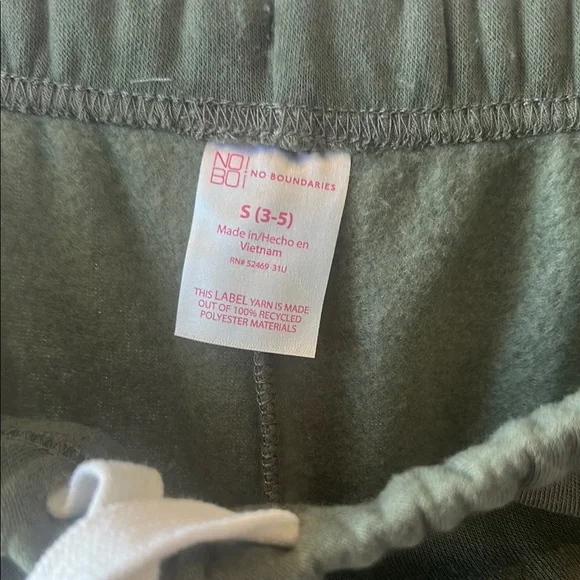 NO!
BO! NO BOUNDARIES
S (3-5)
Made in/Hecho en
Vietnam
RN# 52469 31U
THIS LABEL YARN IS MADE
OUT OF 100% RECYCLED
POLYESTER MATERIALS